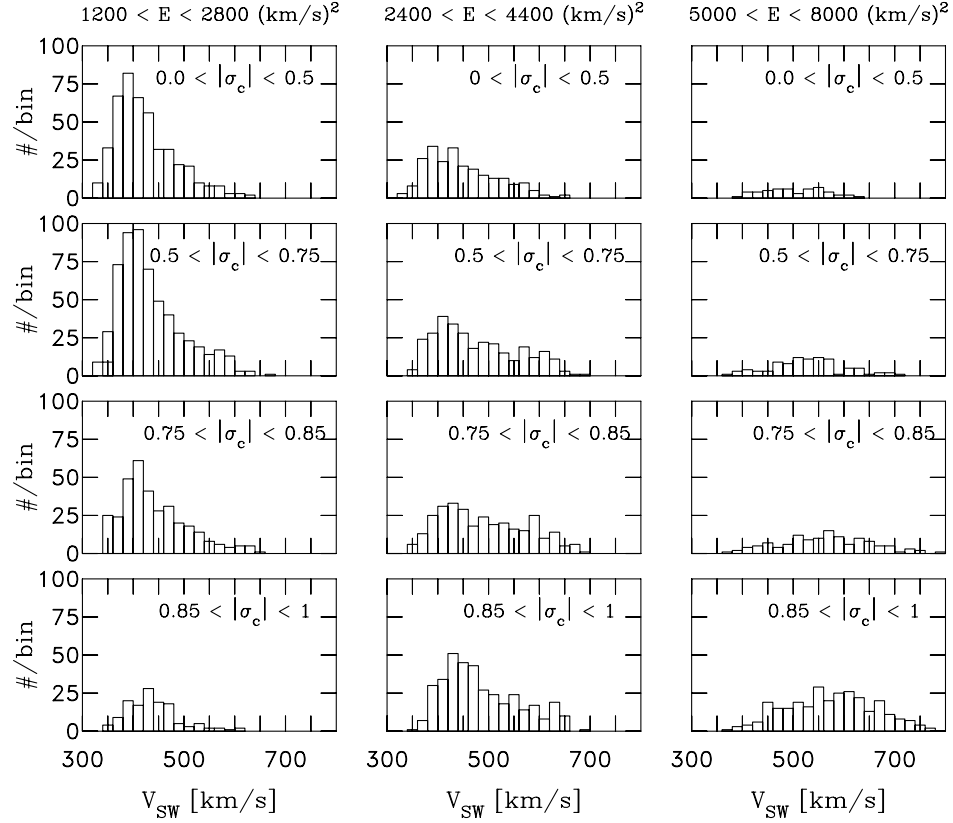 1200 < E < 2800 (km/s)² 2400 < E < 4400 (km/s)² 5000 < E < 8000 (km/s)²
100
75
50
25
0
#/bin
0.0 < |σc| < 0.5
0 < |σc| < 0.5
0.0 < |σc| < 0.5
100
75
50
25
0
#/bin
0.5 < |σc| < 0.75
0.5 < |σc| < 0.75
0.5 < |σc| < 0.75
100
75
50
25
0
#/bin
0.75 < |σc| < 0.85
0.75 < |σc| < 0.85
0.75 < |σc| < 0.85
100
75
50
25
0
#/bin
0.85 < |σc| < 1
0.85 < |σc| < 1
0.85 < |σc| < 1
300 500 700 300 500 700 300 500 700
V_SW [km/s] V_SW [km/s] V_SW [km/s]